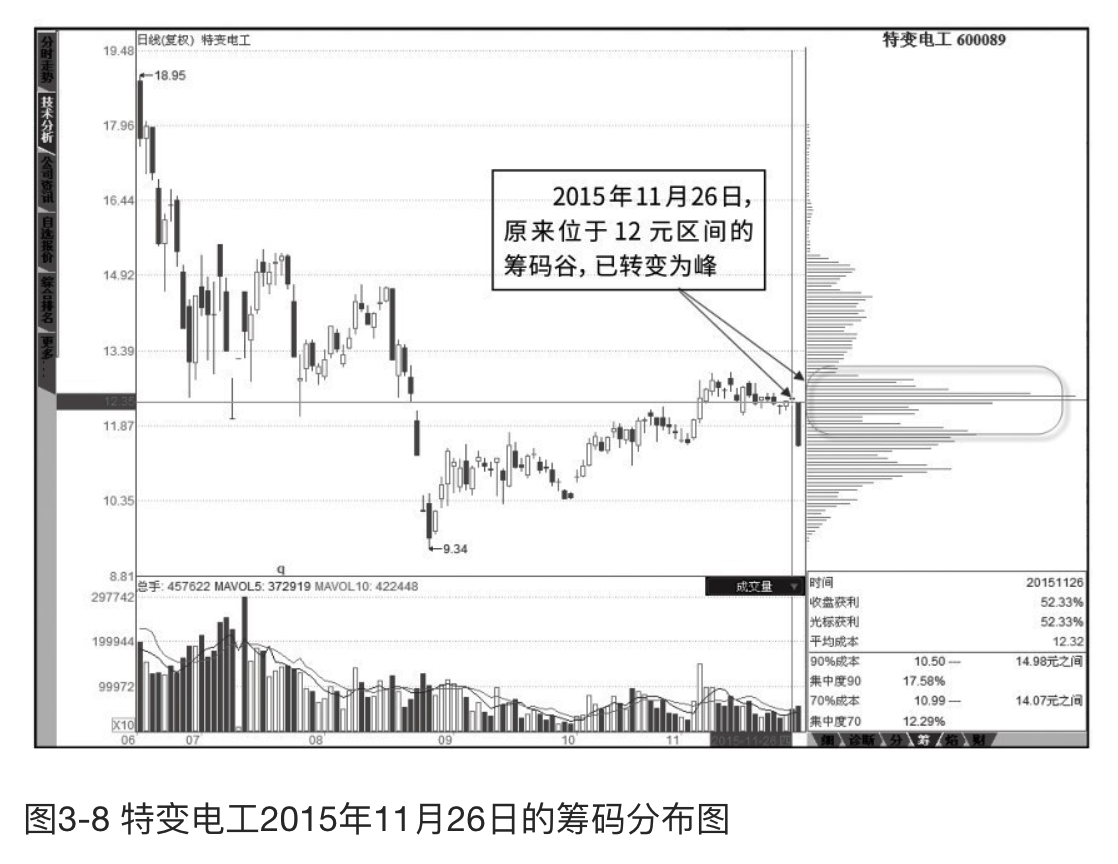 日线(复权) 特变电工
特变电工 600089
分时走势
技术分析
公司资讯
自选报价
综合排名
更多...
19.48
18.95
17.96
16.44
14.92
13.39
11.87
10.35
9.34
8.81
2015年11月26日,
原来位于 12 元区间的
筹码谷, 已转变为峰
q
总手: 457622 MAVOL5: 372919 MAVOL10: 422448
成交量
297742
199944
99972
X10
06 07 08 09 10 11 2015-11-26四
时间 20151126
收盘获利 52.33%
光标获利 52.33%
平均成本 12.32
90%成本 10.50 — 14.98元之间
集中度90 17.58%
70%成本 10.99 — 14.07元之间
集中度70 12.29%
诊断 分 筹 焰 财
图3-8 特变电工2015年11月26日的筹码分布图